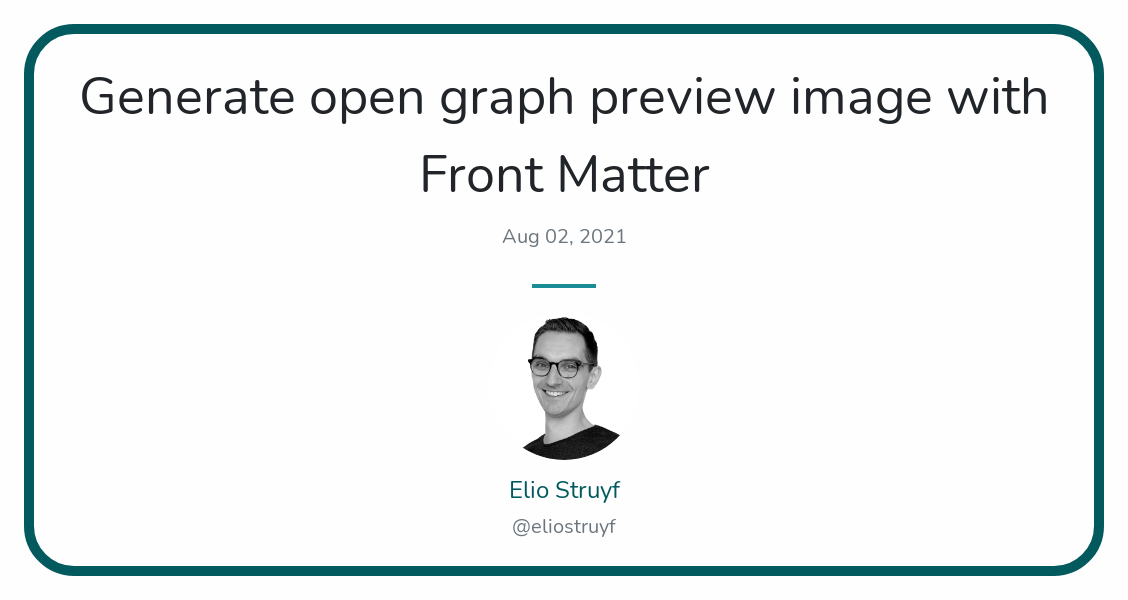 Generate open graph preview image with
Front Matter
Aug 02, 2021
Elio Struyf
@eliostruyf